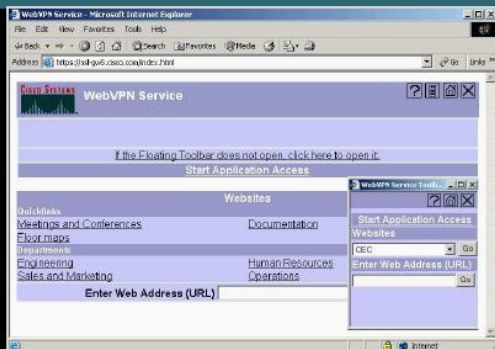 WebVPN Service - Microsoft Internet Explorer
File Edit View Favorites Tools Help
Back Search Favorites Media
Address https://ssl-gw5.cisco.com/index.html Go Links
CISCO SYSTEMS WebVPN Service
If the Floating Toolbar does not open, click here to open it.
Start Application Access
Websites
Quicklinks
Meetings and Conferences Documentation
Floor maps
Departments
Engineering Human Resources
Sales and Marketing Operations
Enter Web Address (URL)
WebVPN Service Toolb...
Start Application Access
Websites
CEC Go
Enter Web Address (URL)
Go
Internet